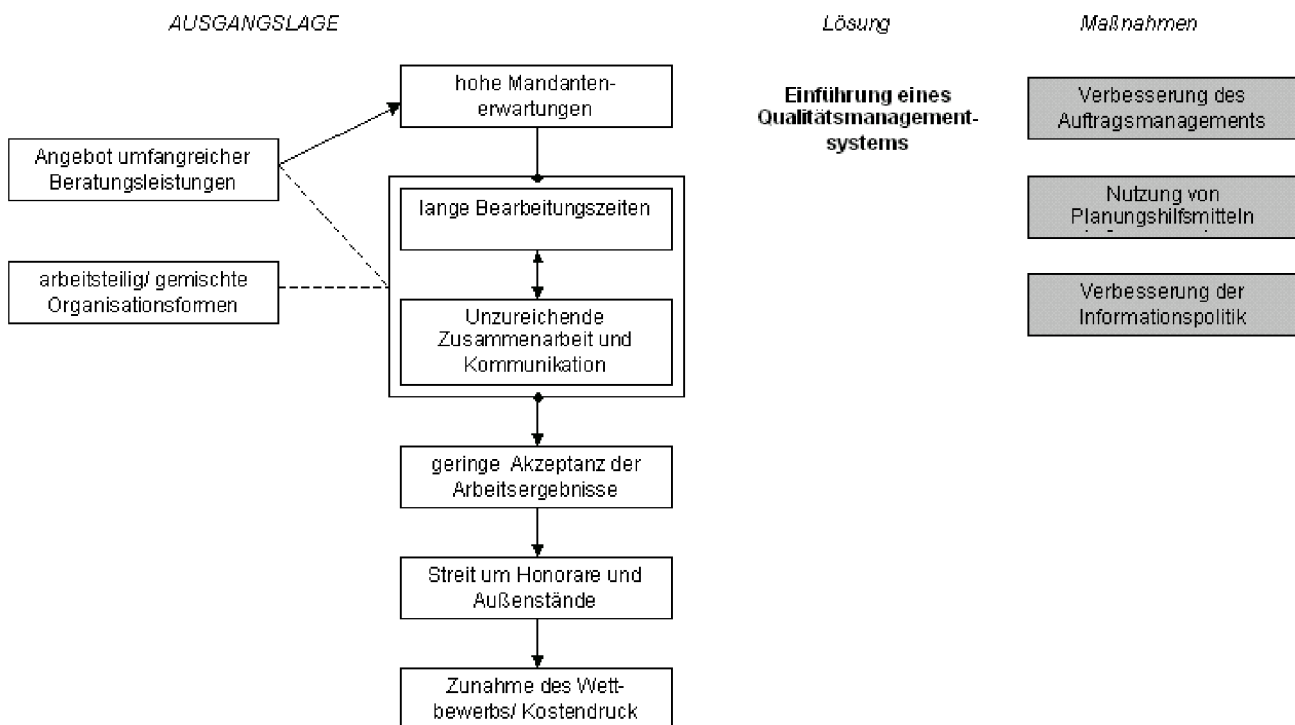 AUSGANGSLAGE
Lösung
Maßnahmen
hohe Mandanten-
erwartungen
Angebot umfangreicher
Beratungsleistungen
arbeitsteilig/ gemischte
Organisationsformen
lange Bearbeitungszeiten
Unzureichende
Zusammenarbeit und
Kommunikation
geringe Akzeptanz der
Arbeitsergebnisse
Streit um Honorare und
Außenstände
Zunahme des Wett-
bewerbs/ Kostendruck
Einführung eines
Qualitätsmanagement-
systems
Verbesserung des
Auftragsmanagements
Nutzung von
Planungshilfsmitteln
Verbesserung der
Informationspolitik